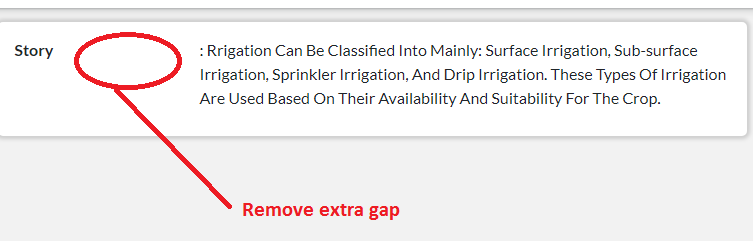 Story : Rrigation Can Be Classified Into Mainly: Surface Irrigation, Sub-surface
Irrigation, Sprinkler Irrigation, And Drip Irrigation. These Types Of Irrigation
Are Used Based On Their Availability And Suitability For The Crop.
Remove extra gap